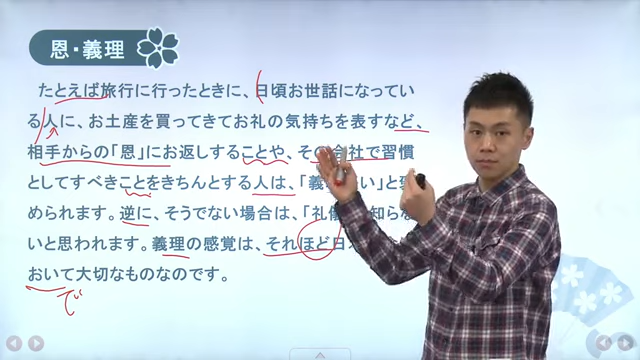 恩・義理
たとえば旅行に行ったときに、日頃お世話になってい
る人に、お土産を買ってきてお礼の気持ちを表すなど、
相手からの「恩」にお返しすることや、その会社で習慣
としてすべきことをきちんとする人は、「義理
められます。逆に、そうでない場合は、「礼儀
いと思われます。義理の感覚は、それほど日
おいて大切なものなのです。
で